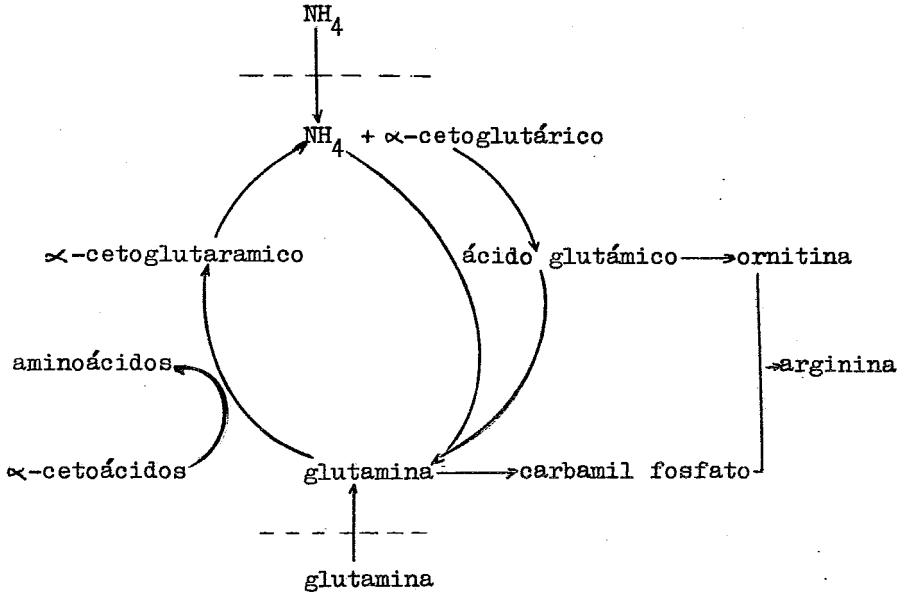 NH4
NH4 + α-cetoglutárico
α-cetoglutaramico
ácido glutámico
ornitina
aminoácidos
arginina
α-cetoácidos
glutamina
carbamil fosfato
glutamina